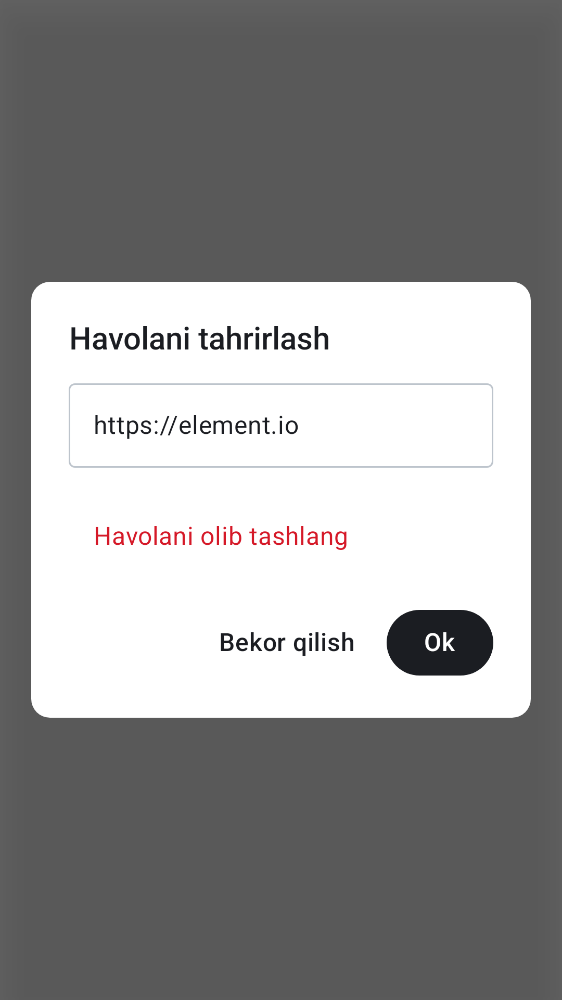 Havolani tahrirlash
https://element.io
Havolani olib tashlang
Bekor qilish
Ok